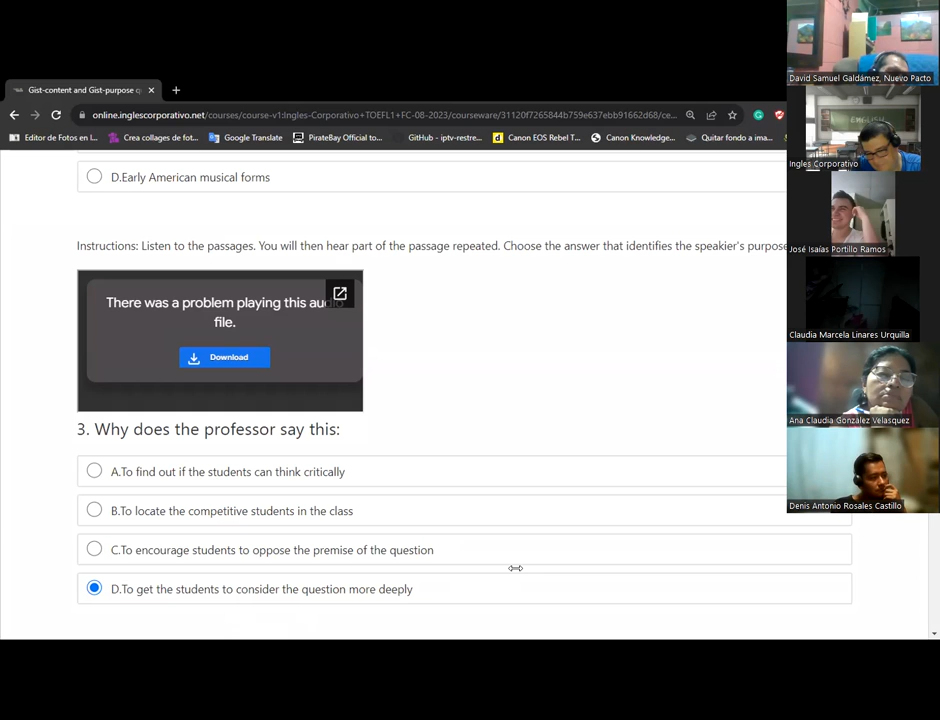 Gist-content and Gist-purpose q
online.inglescorporativo.net/courses/course-v1:Ingles-Corporativo+TOEFL1+FC-08-2023/courseware/31120f7265844b759e637ebb91662d68/ce...
Editor de Fotos en l...
Crea collages de fot...
Google Translate
PirateBay Official to...
GitHub - iptv-restre...
Canon EOS Rebel T...
Canon Knowledge...
Quitar fondo a ima...
D.Early American musical forms
Instructions: Listen to the passages. You will then hear part of the passage repeated. Choose the answer that identifies the speakier's purpose
There was a problem playing this audio
file.
Download
3. Why does the professor say this:
A.To find out if the students can think critically
B.To locate the competitive students in the class
C.To encourage students to oppose the premise of the question
D.To get the students to consider the question more deeply
David Samuel Galdámez, Nuevo Pacto
ENGLISH
Ingles Corporativo
José Isaías Portillo Ramos
Claudia Marcela Linares Urquilla
Ana Claudia González Velasquez
Denis Antonio Rosales Castillo